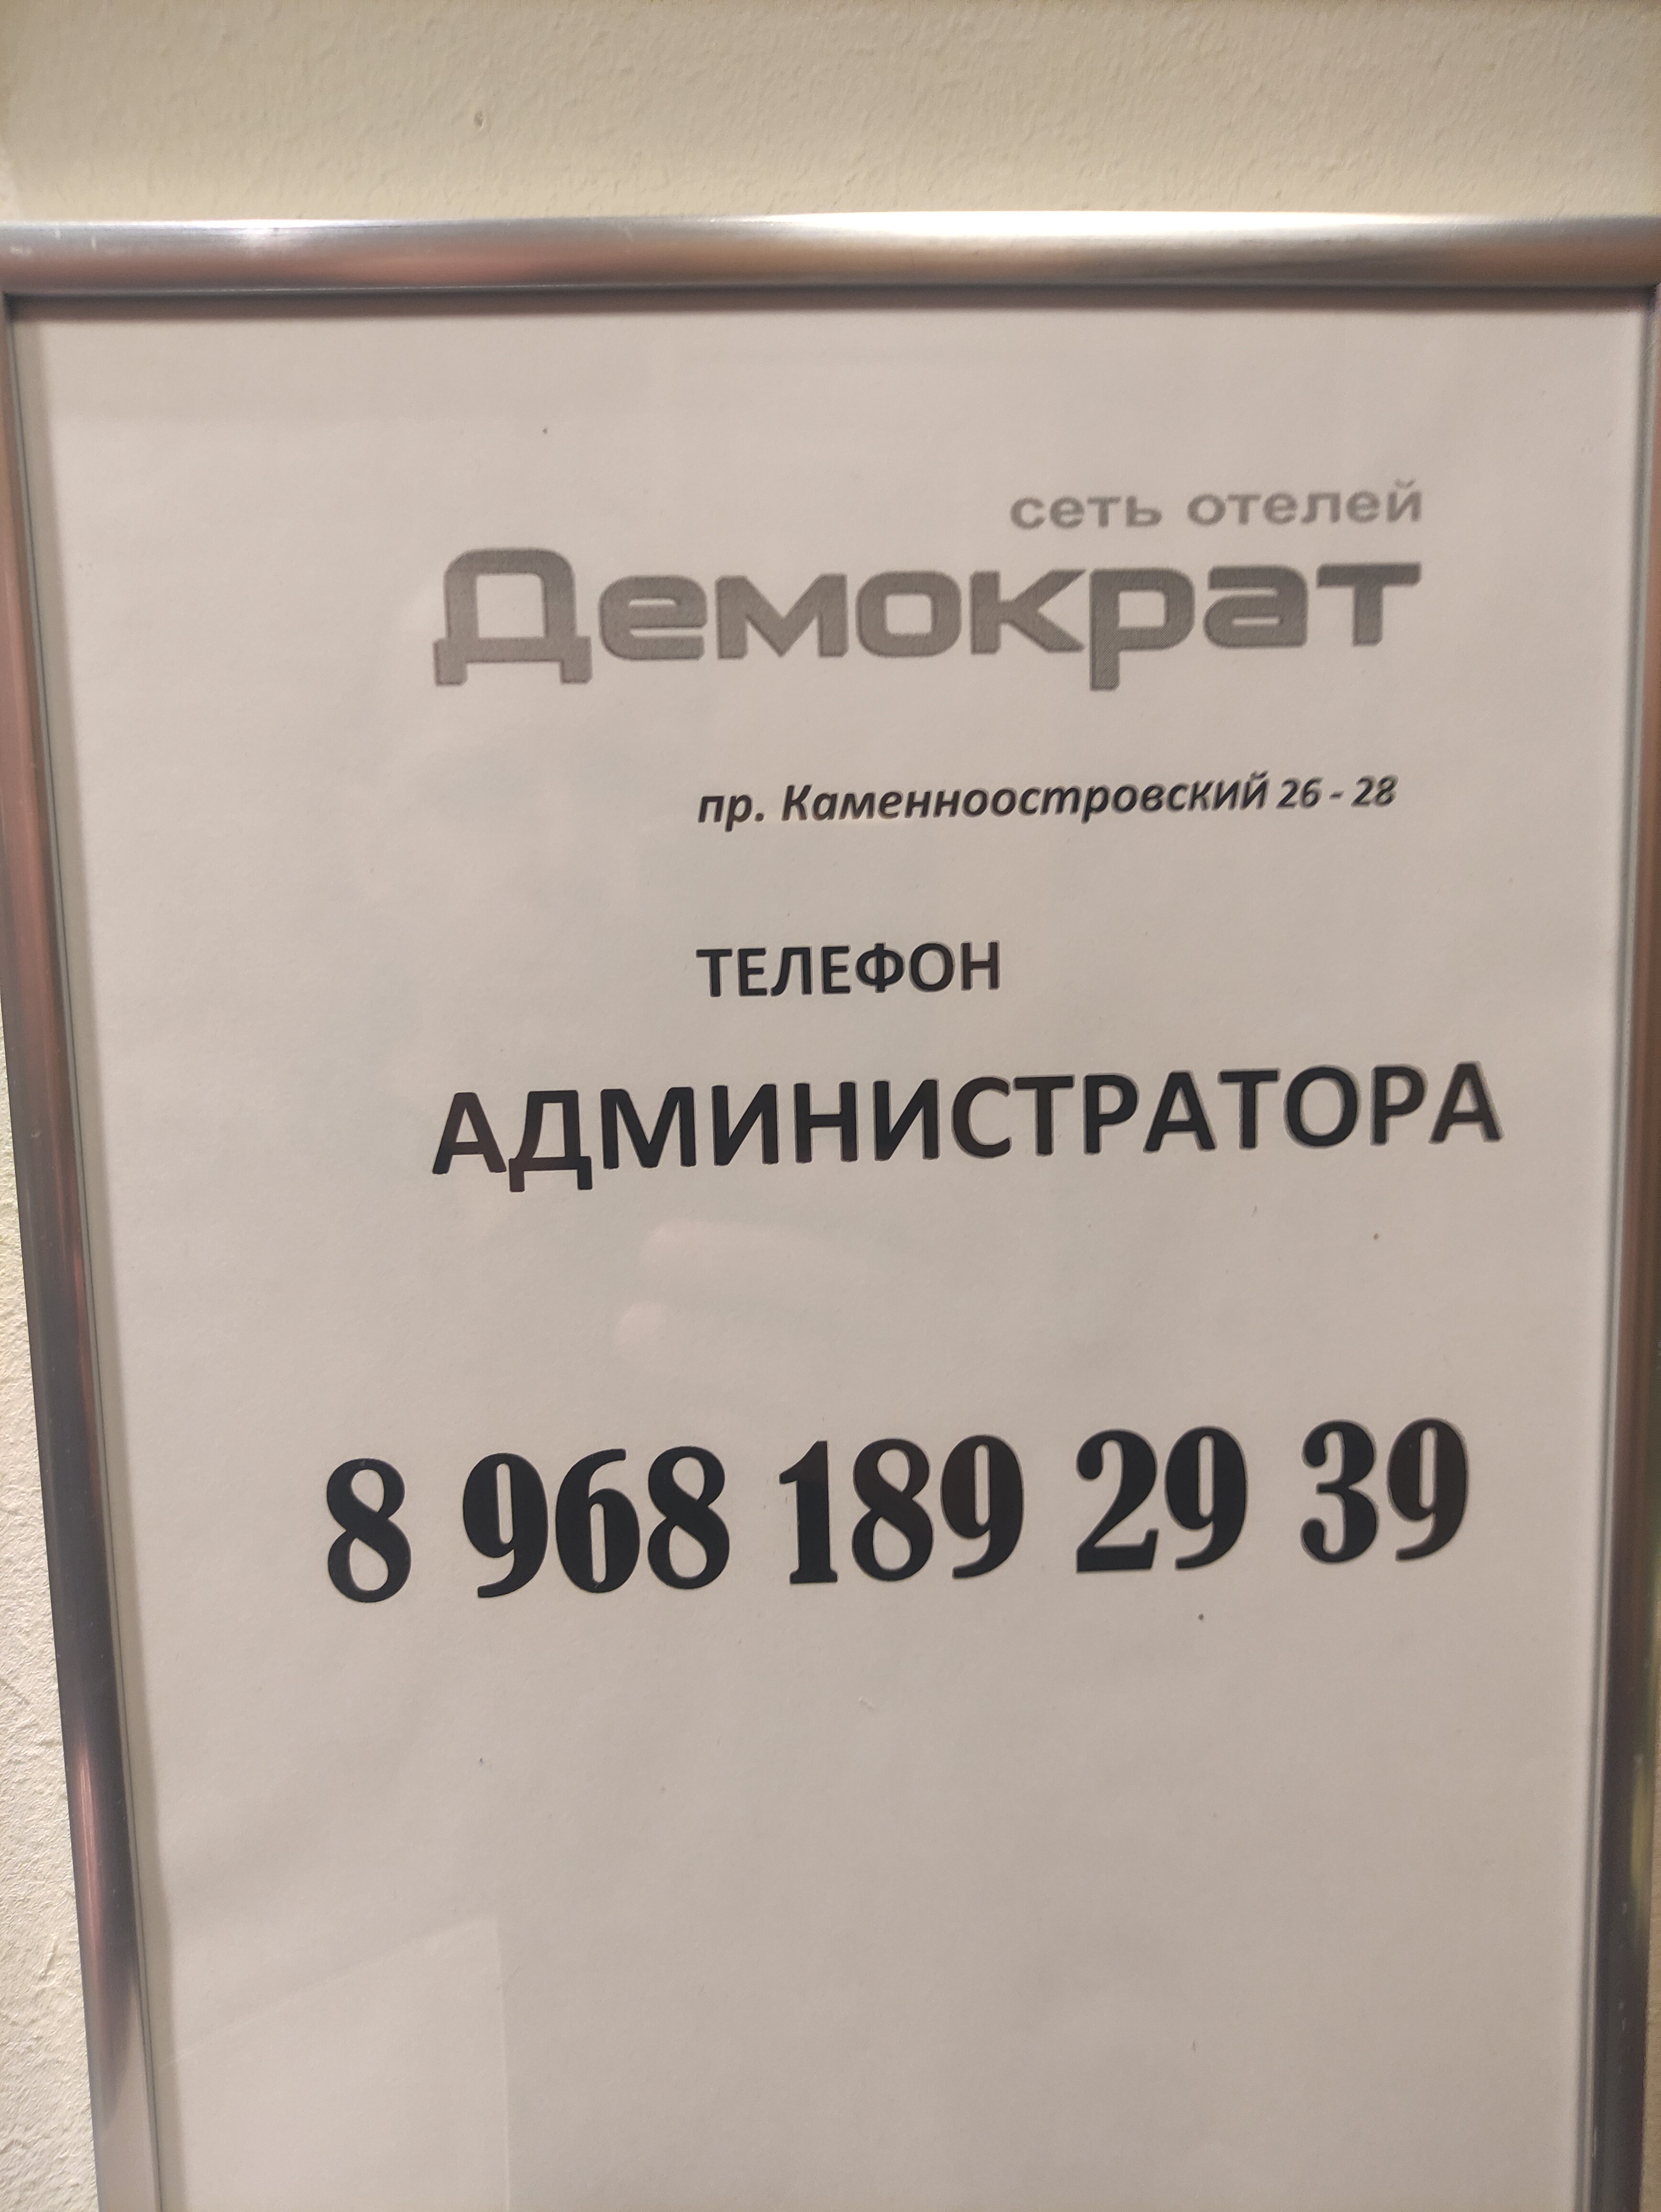 сеть отелей
Демократ
пр. Каменноостровский 26 - 28
ТЕЛЕФОН
АДМИНИСТРАТОРА
8 968 189 29 39